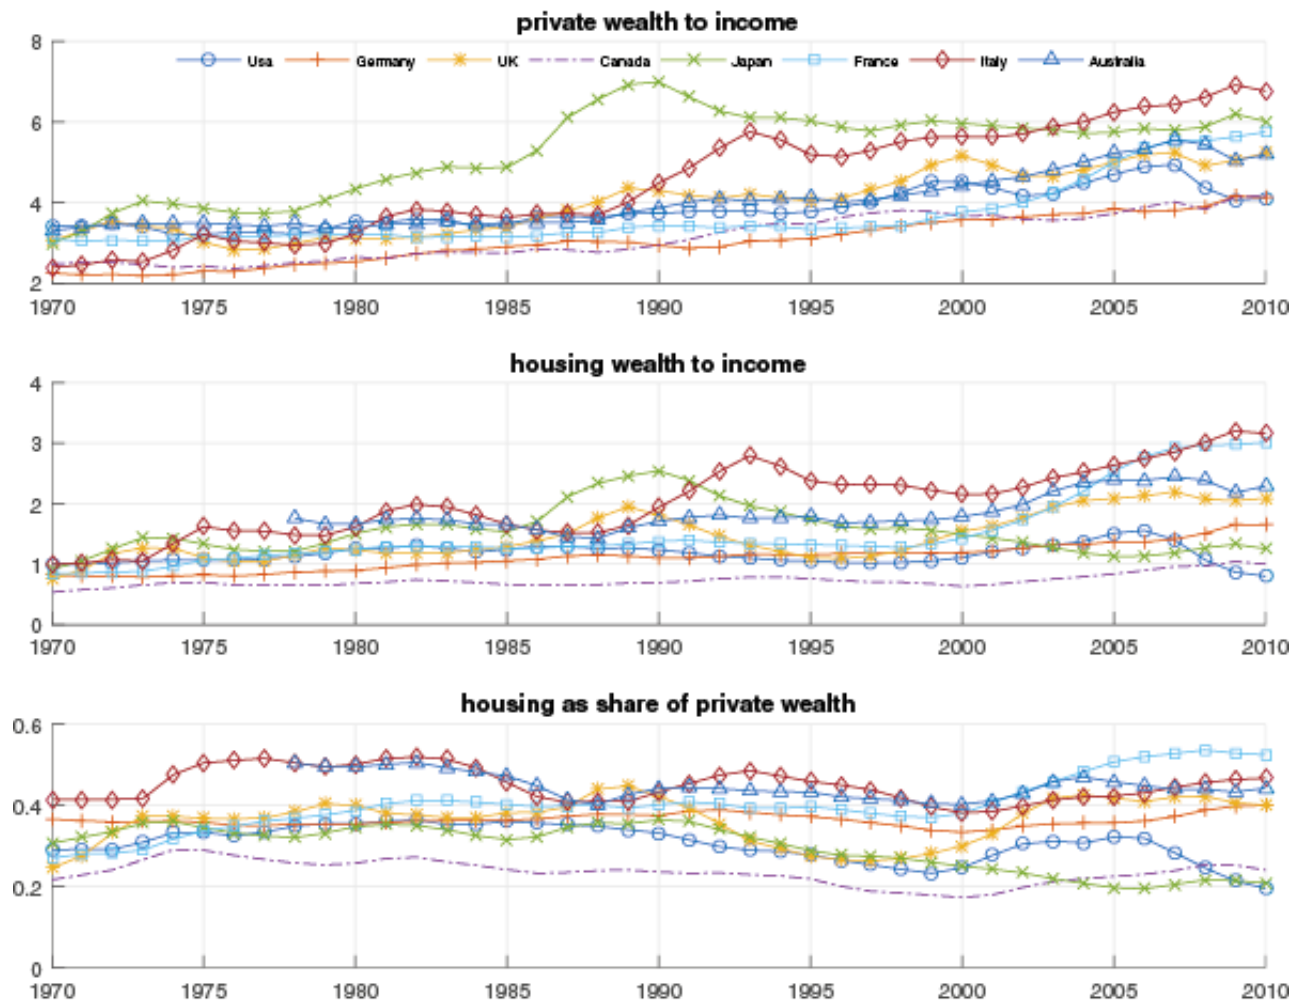 private wealth to income
8
Usa Germany UK Canada Japan France Italy Australia
6
4
2
1970 1975 1980 1985 1990 1995 2000 2005 2010
housing wealth to income
4
3
2
1
0
1970 1975 1980 1985 1990 1995 2000 2005 2010
housing as share of private wealth
0.6
0.4
0.2
0
1970 1975 1980 1985 1990 1995 2000 2005 2010